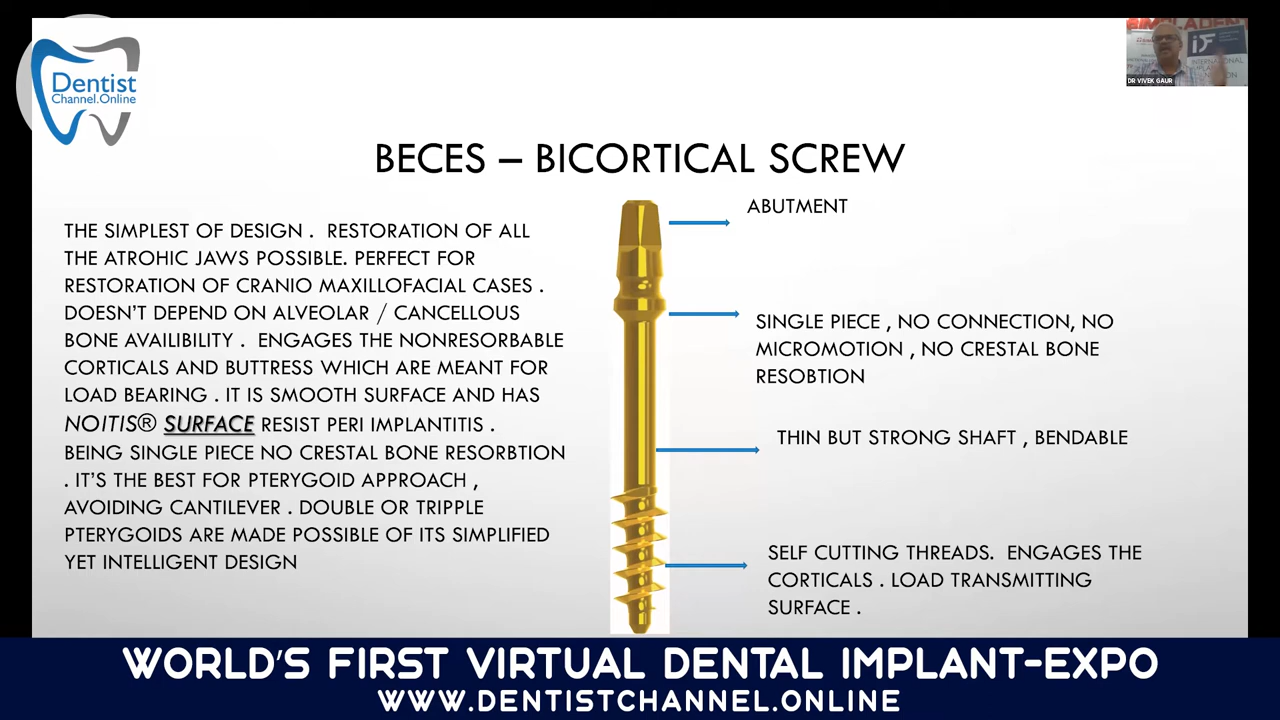 Dentist
Channel.Online
DR VIVEK GAUR
BECES – BICORTICAL SCREW
THE SIMPLEST OF DESIGN . RESTORATION OF ALL
THE ATROHIC JAWS POSSIBLE. PERFECT FOR
RESTORATION OF CRANIO MAXILLOFACIAL CASES .
DOESN'T DEPEND ON ALVEOLAR / CANCELLOUS
BONE AVAILIBILITY . ENGAGES THE NONRESORBABLE
CORTICALS AND BUTTRESS WHICH ARE MEANT FOR
LOAD BEARING . IT IS SMOOTH SURFACE AND HAS
NOITIS® SURFACE RESIST PERI IMPLANTITIS .
BEING SINGLE PIECE NO CRESTAL BONE RESORBTION
. IT'S THE BEST FOR PTERYGOID APPROACH ,
AVOIDING CANTILEVER . DOUBLE OR TRIPPLE
PTERYGOIDS ARE MADE POSSIBLE OF ITS SIMPLIFIED
YET INTELLIGENT DESIGN
ABUTMENT
SINGLE PIECE , NO CONNECTION, NO
MICROMOTION , NO CRESTAL BONE
RESOBTION
THIN BUT STRONG SHAFT , BENDABLE
SELF CUTTING THREADS. ENGAGES THE
CORTICALS . LOAD TRANSMITTING
SURFACE .
WORLD'S FIRST VIRTUAL DENTAL IMPLANT-EXPO
WWW.DENTISTCHANNEL.ONLINE